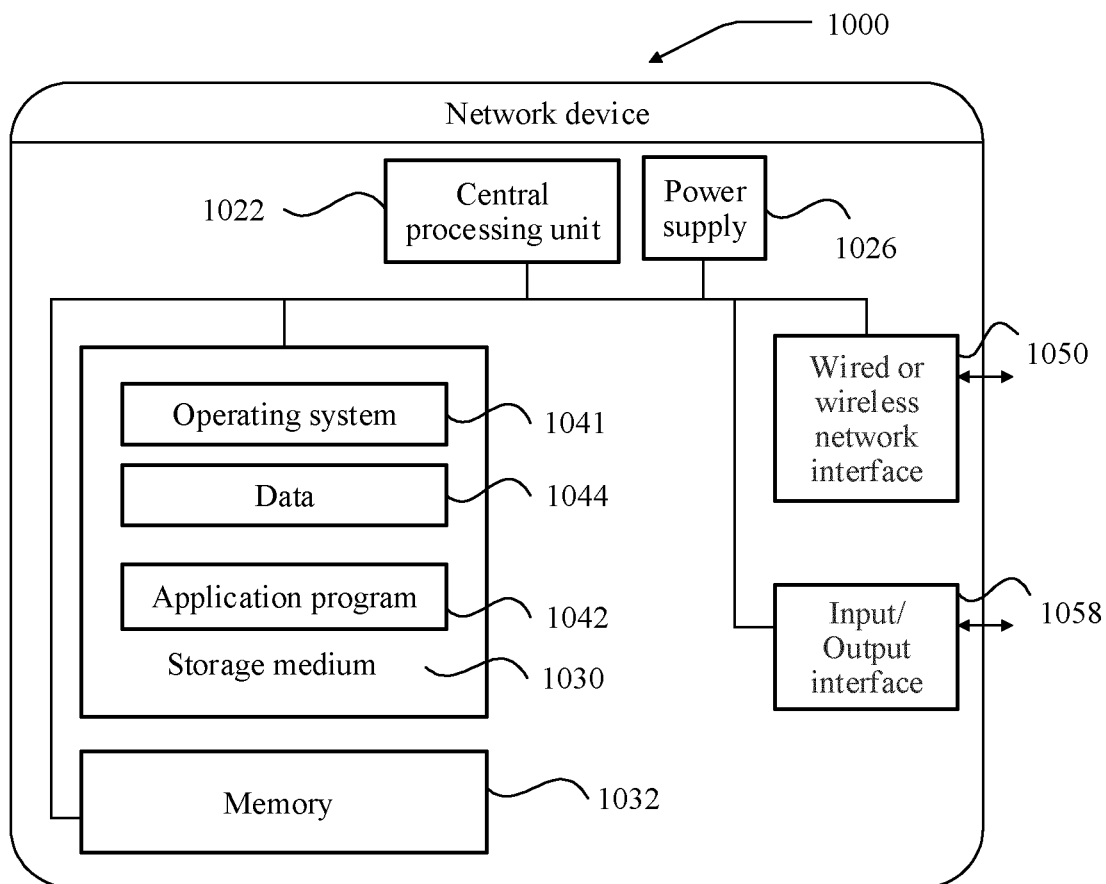 1000
Network device
Central
processing unit
1022
Power
supply
1026
Operating system
1041
Data
1044
Application program
1042
Storage medium
1030
Memory
1032
Wired or
wireless
network
interface
1050
Input/
Output
interface
1058